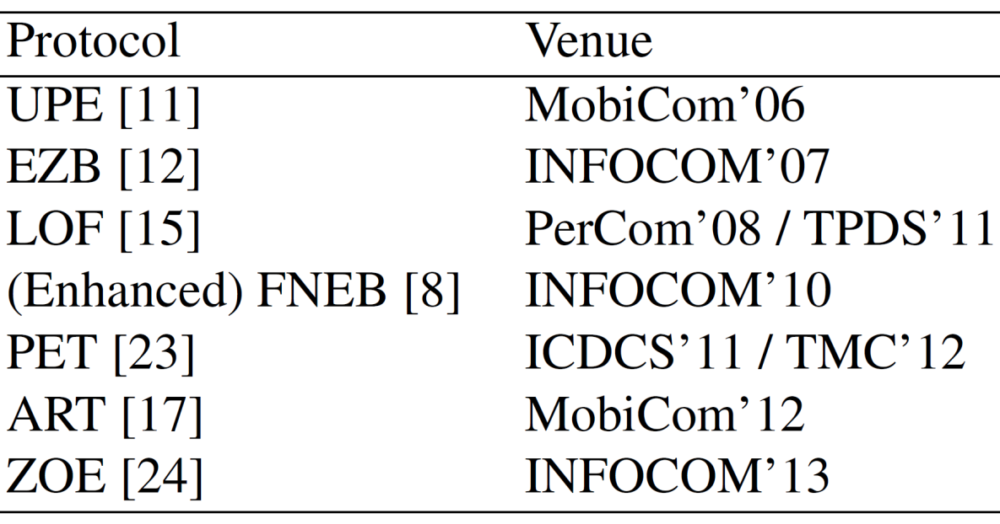 Protocol Venue
UPE [11] MobiCom’06
EZB [12] INFOCOM’07
LOF [15] PerCom’08 / TPDS’11
(Enhanced) FNEB [8] INFOCOM’10
PET [23] ICDCS’11 / TMC’12
ART [17] MobiCom’12
ZOE [24] INFOCOM’13